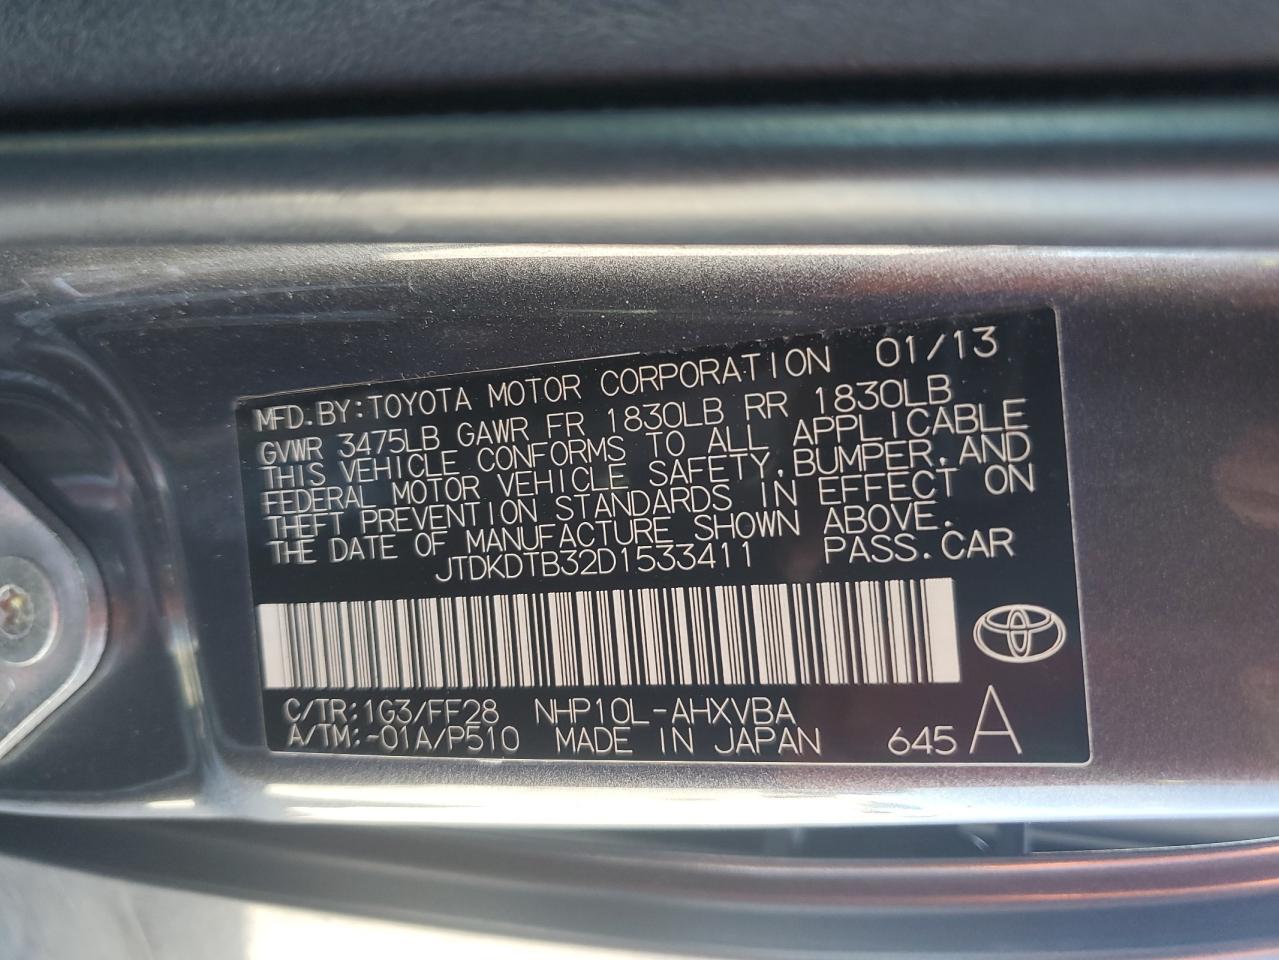 MFD.BY:TOYOTA MOTOR CORPORATION 01/13
GVWR 3475LB GAWR FR 1830LB RR 1830LB
THIS VEHICLE CONFORMS TO ALL APPLICABLE
FEDERAL MOTOR VEHICLE SAFETY,BUMPER,AND
THEFT PREVENTION STANDARDS IN EFFECT ON
THE DATE OF MANUFACTURE SHOWN ABOVE.
JTDKDTB32D1533411 PASS.CAR
C/TR:1G3/FF28 NHP10L-AHXVBA
A/TM:-01A/P510 MADE IN JAPAN 645 A